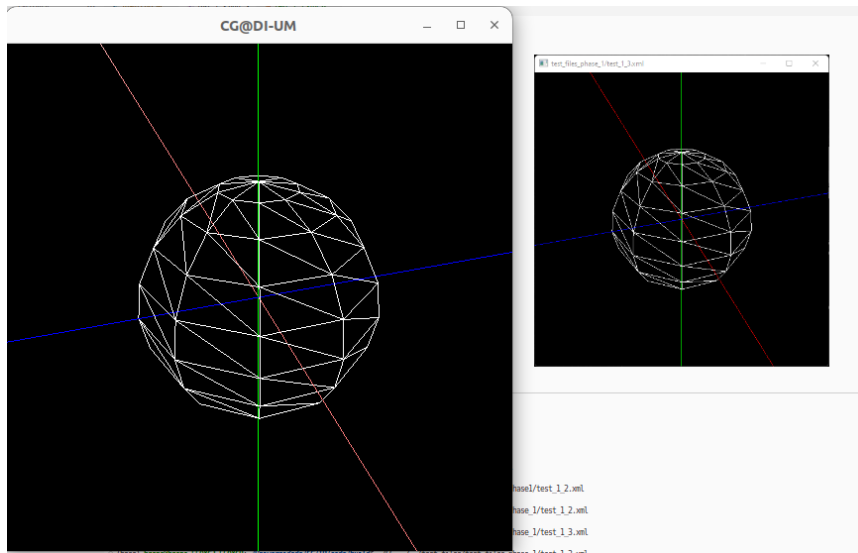 CG@DI-UM
test_files_phase_1/test_1_3.xml
hase1/test_1_2.xml
hase_1/test_1_2.xml
hase_1/test_1_3.xml